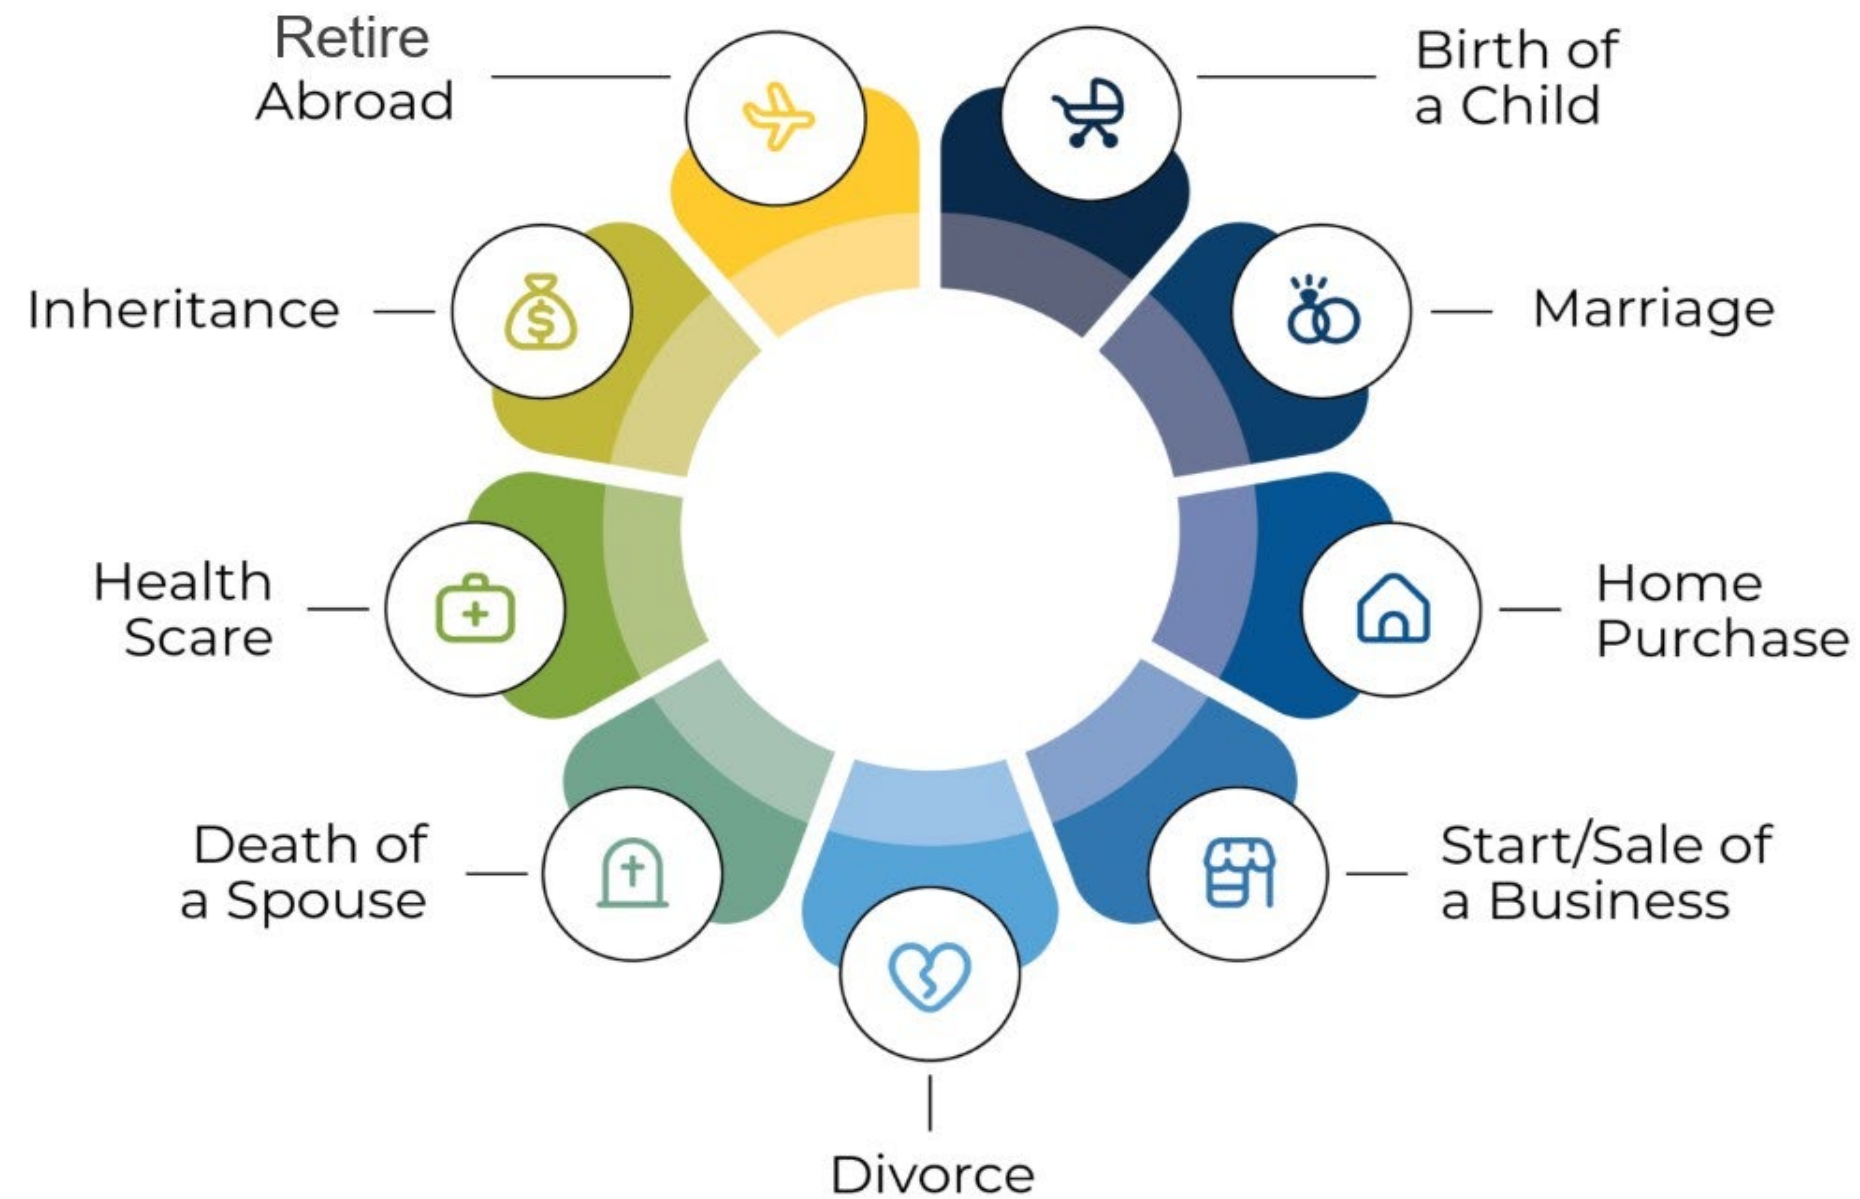 Retire
Abroad
Birth of
a Child
Inheritance
Marriage
Health
Scare
Home
Purchase
Death of
a Spouse
Start/Sale of
a Business
Divorce
$